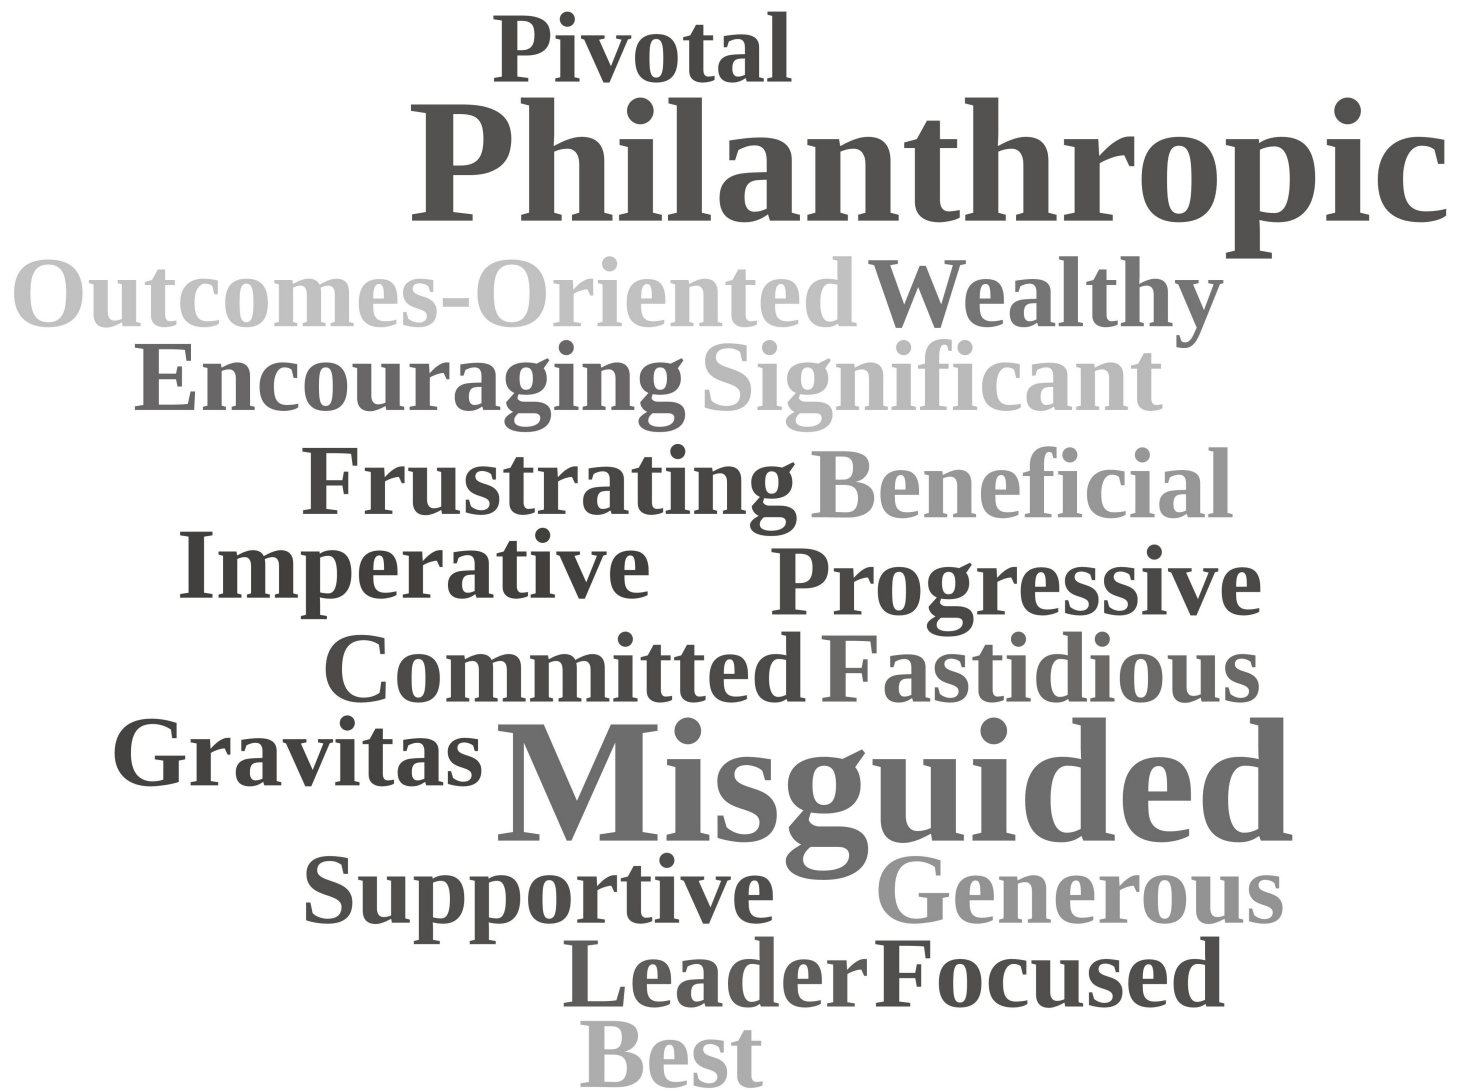 Pivotal
Philanthropic
Outcomes-Oriented Wealthy
Encouraging Significant
Frustrating Beneficial
Imperative Progressive
Committed Fastidious
Gravitas Misguided
Supportive Generous
Leader Focused
Best